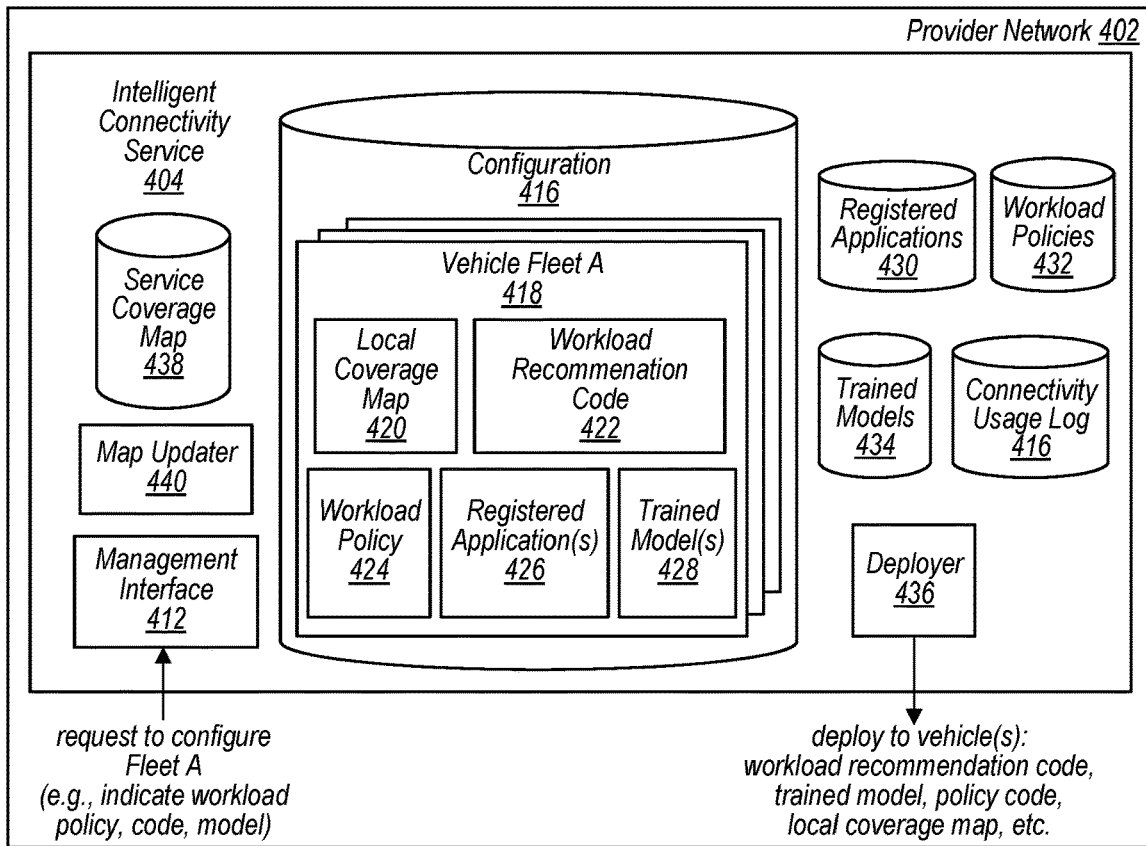 Provider Network 402
Intelligent
Connectivity
Service
404
Service
Coverage
Map
438
Map Updater
440
Management
Interface
412
Configuration
416
Vehicle Fleet A
418
Local
Coverage
Map
420
Workload
Recommenation
Code
422
Workload
Policy
424
Registered
Application(s)
426
Trained
Model(s)
428
Registered
Applications
430
Workload
Policies
432
Trained
Models
434
Connectivity
Usage Log
416
Deployer
436
request to configure
Fleet A
(e.g., indicate workload
policy, code, model)
deploy to vehicle(s):
workload recommendation code,
trained model, policy code,
local coverage map, etc.